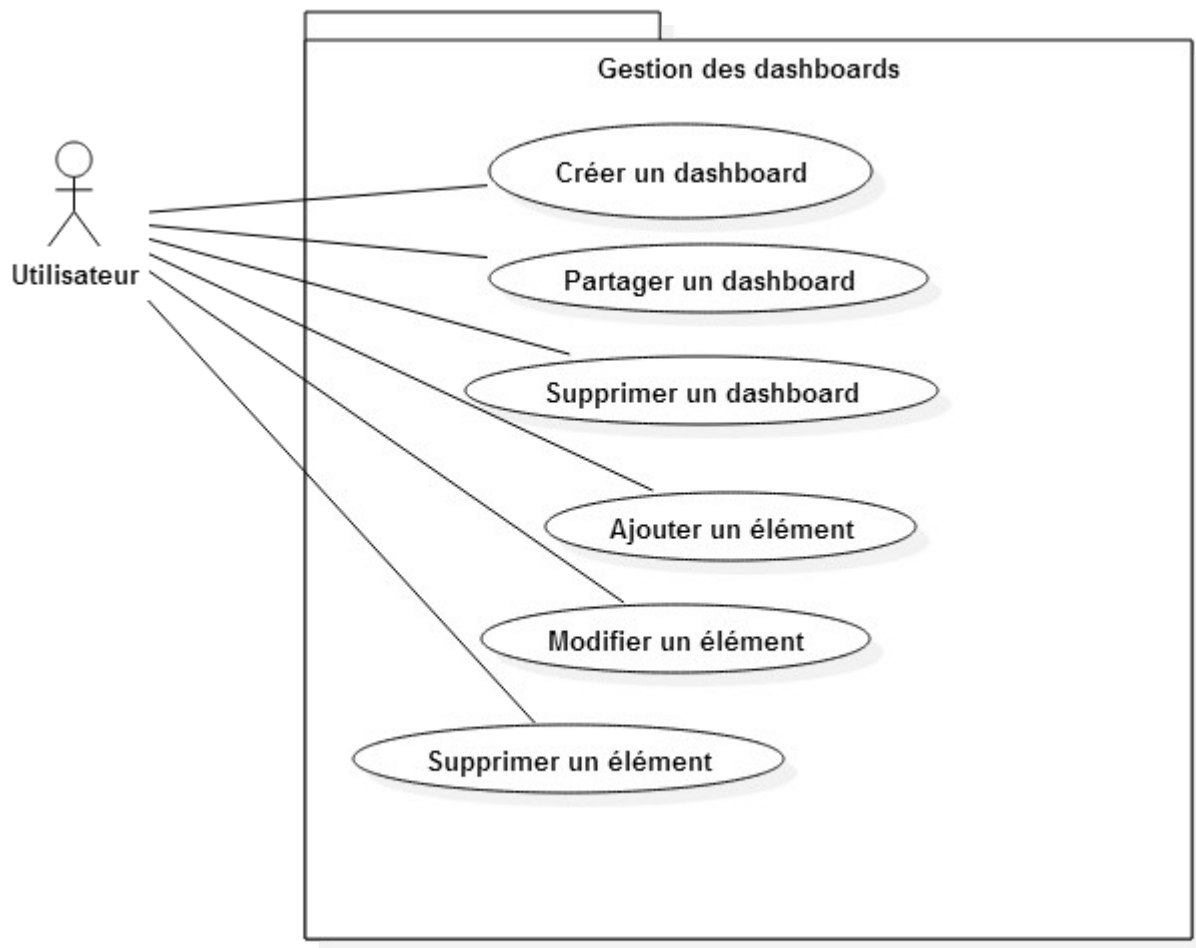 Gestion des dashboards
Créer un dashboard
Utilisateur
Partager un dashboard
Supprimer un dashboard
Ajouter un élément
Modifier un élément
Supprimer un élément